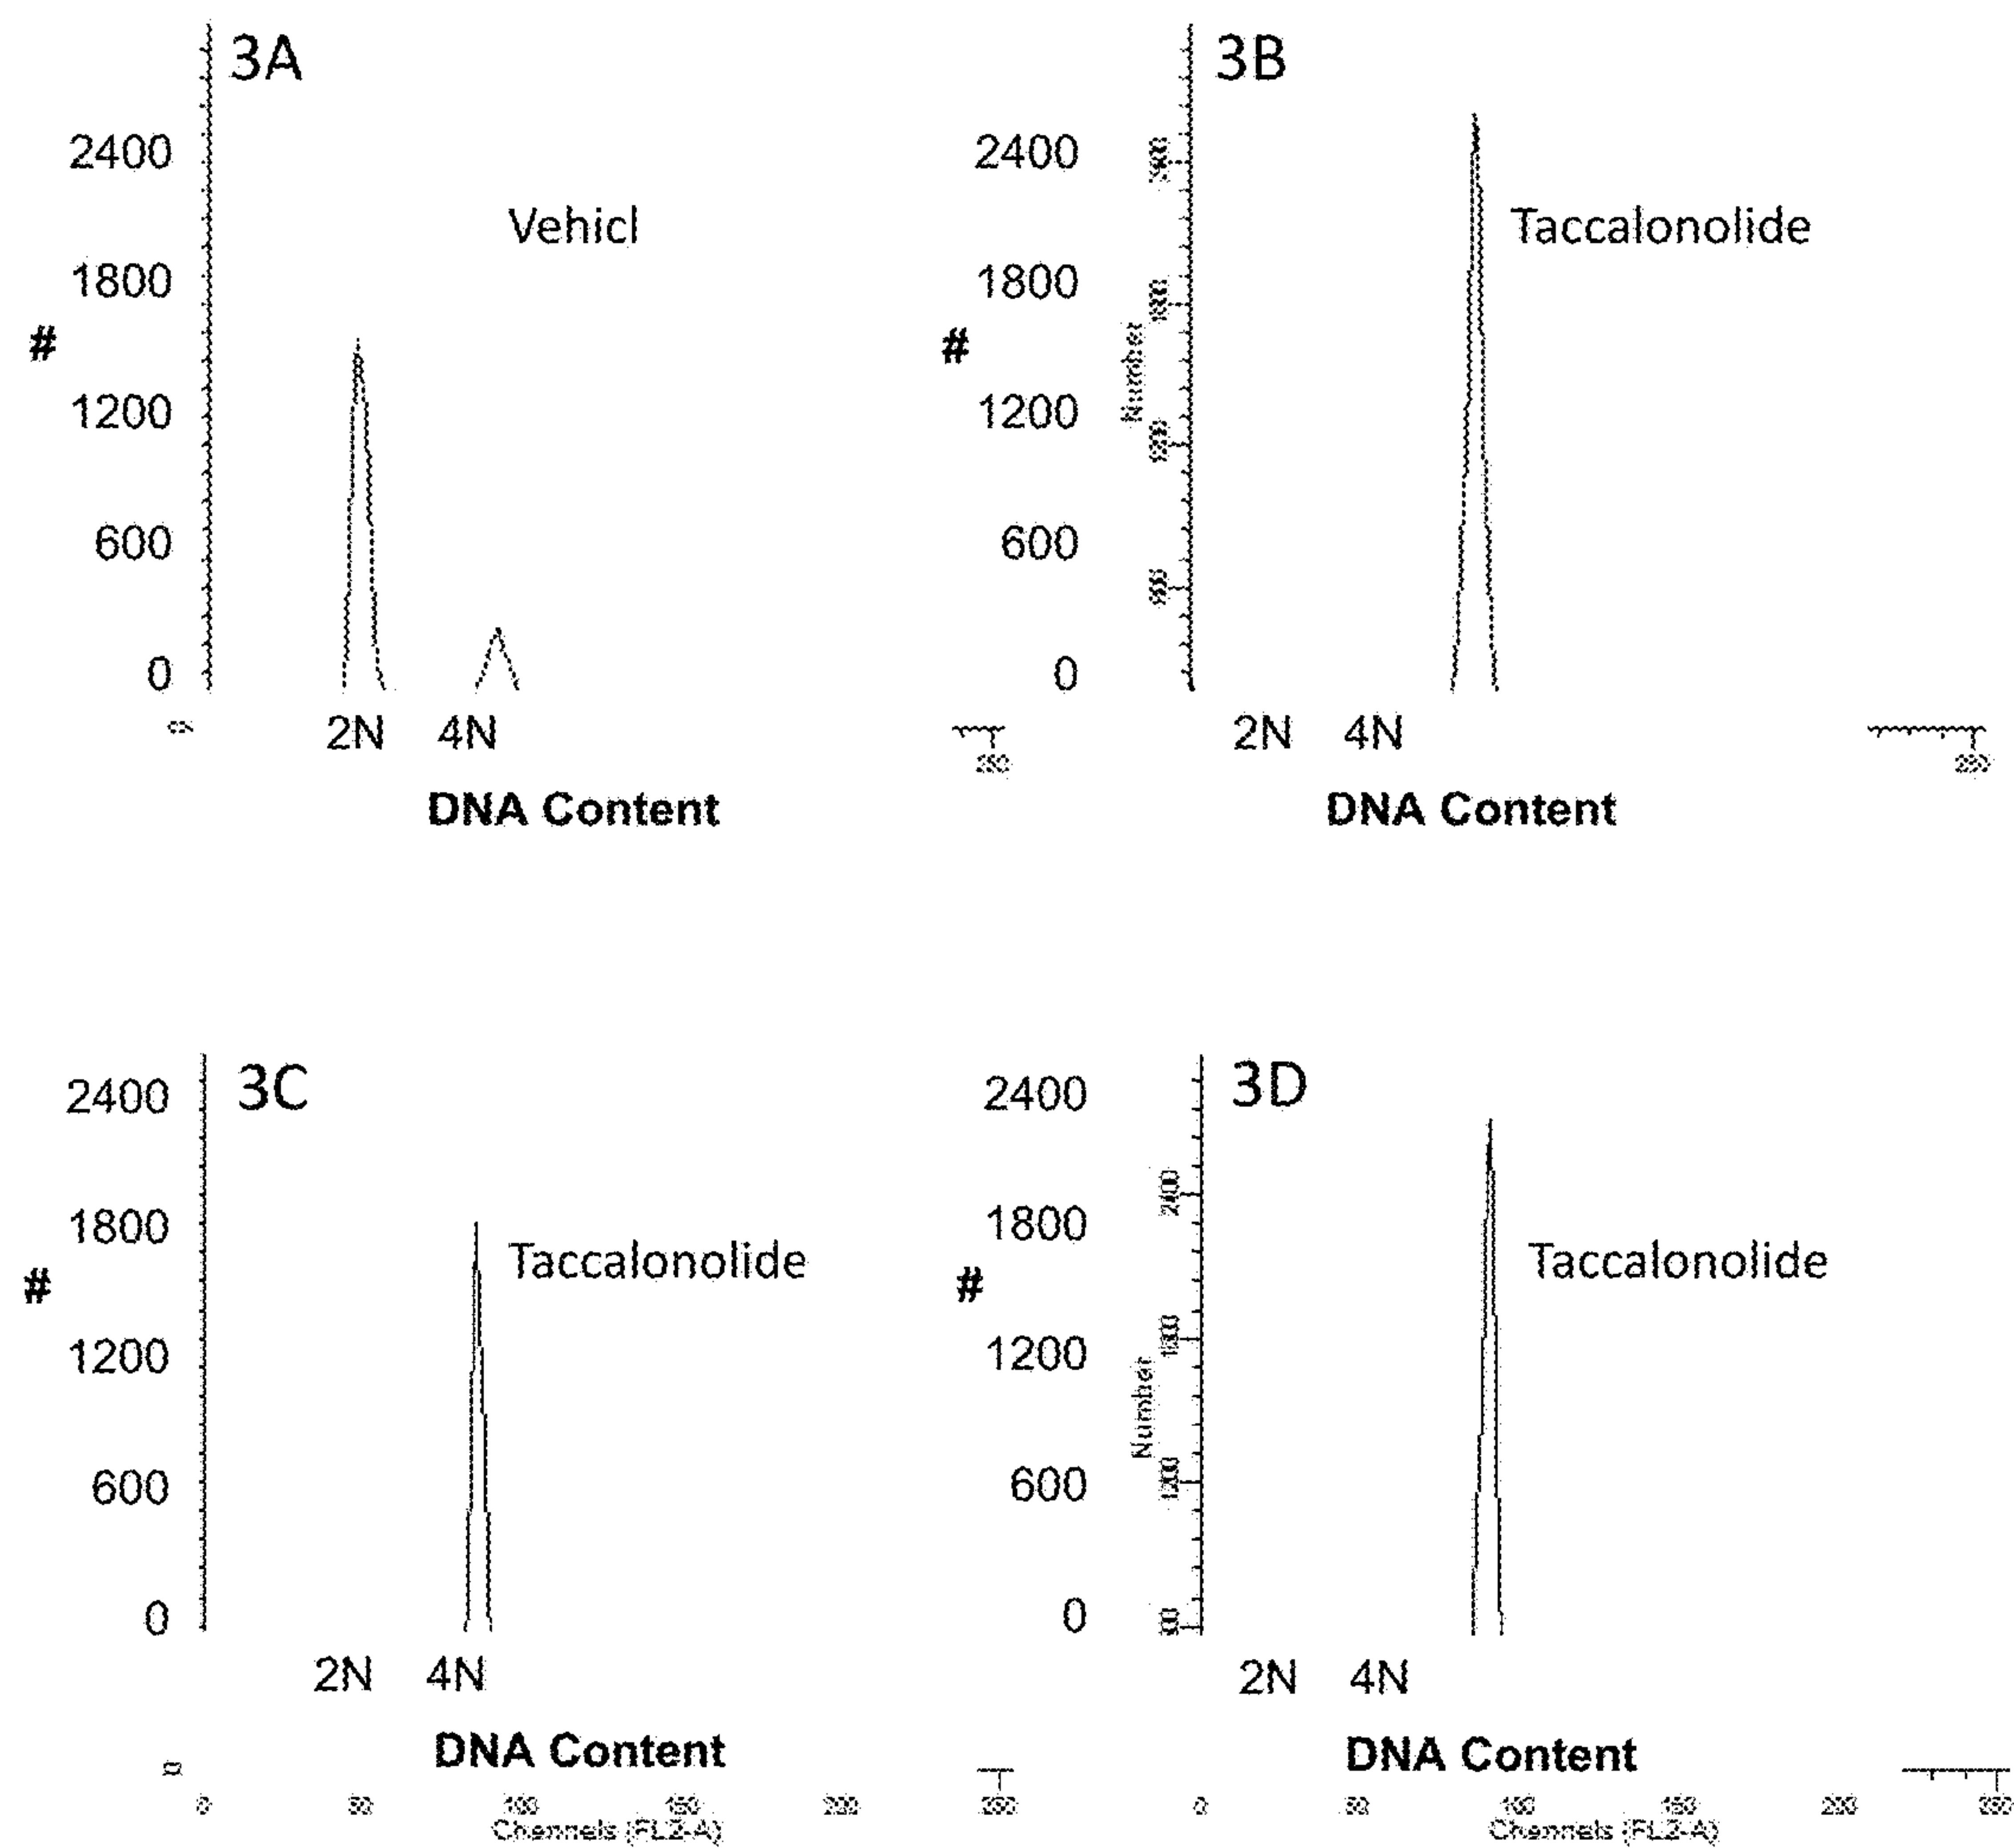 3A
2400
1800
#
1200
600
0
Vehicl
2N 4N
DNA Content
3B
2400
1800
#
1200
600
0
Number
Taccalonolide
2N 4N
DNA Content
3C
2400
1800
#
1200
600
0
Taccalonolide
2N 4N
DNA Content
0 50 100 150 200
Channels (FL2-A)
3D
2400
1800
#
1200
600
0
Number
2400
1800
1200
Taccalonolide
2N 4N
DNA Content
0 50 100 150 200
Channels (FL2-A)